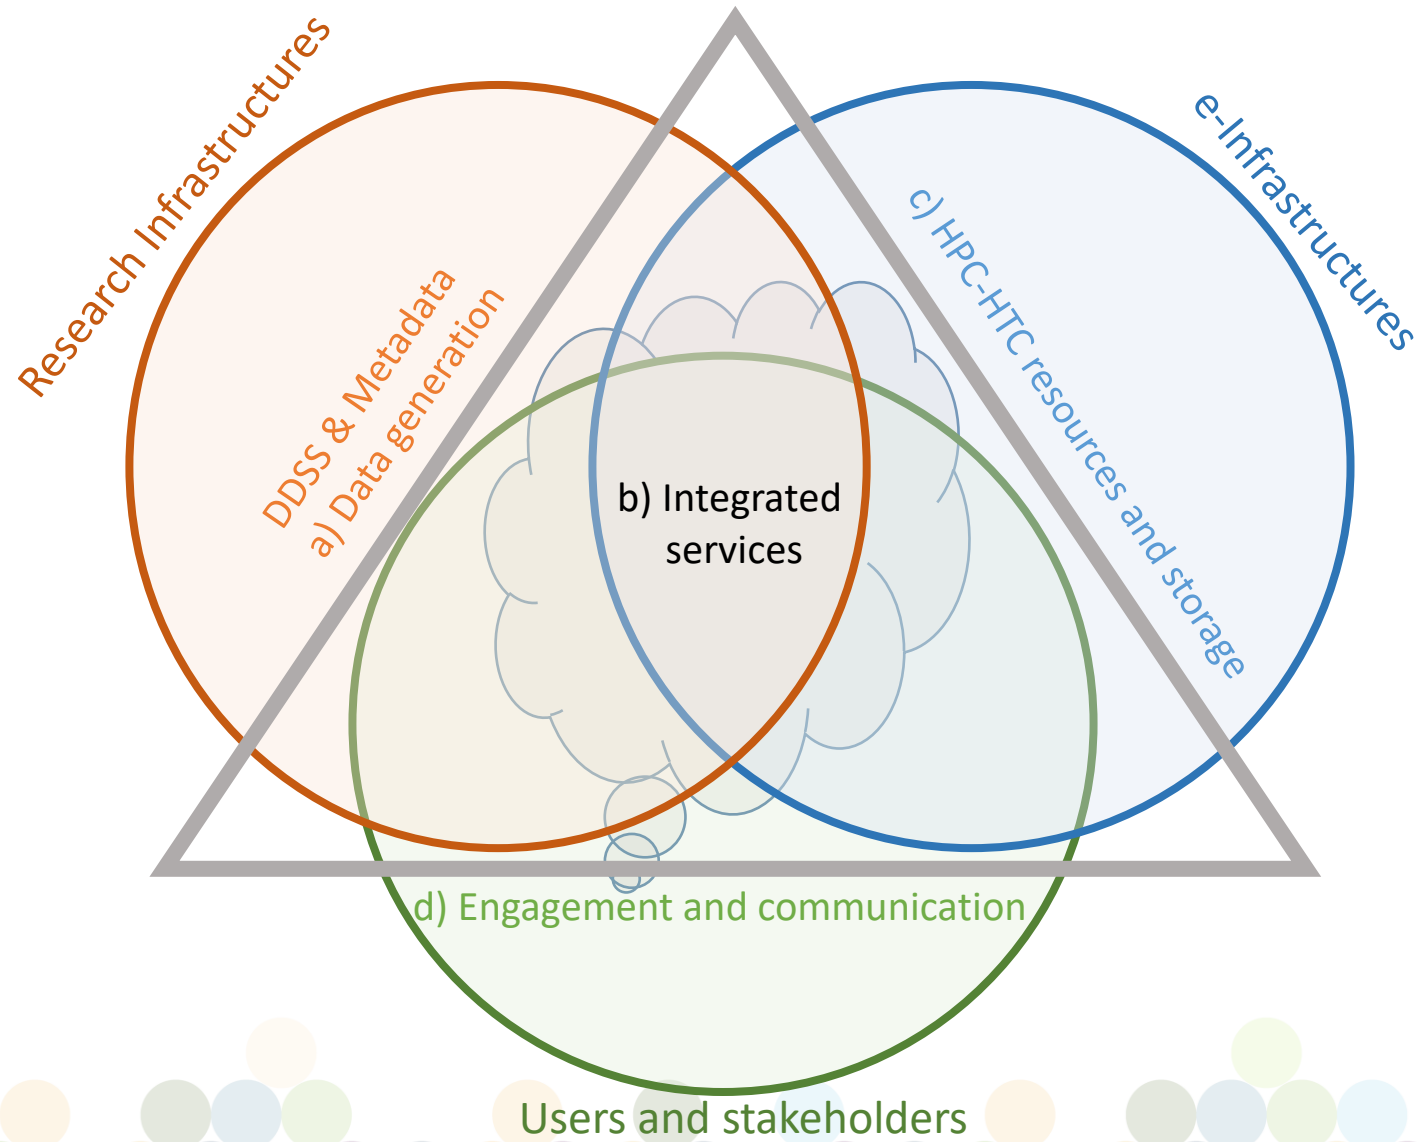 Research Infrastructures
e-Infrastructures
DDSS & Metadata
a) Data generation
c) HPC-HTC resources and storage
b) Integrated
services
d) Engagement and communication
Users and stakeholders